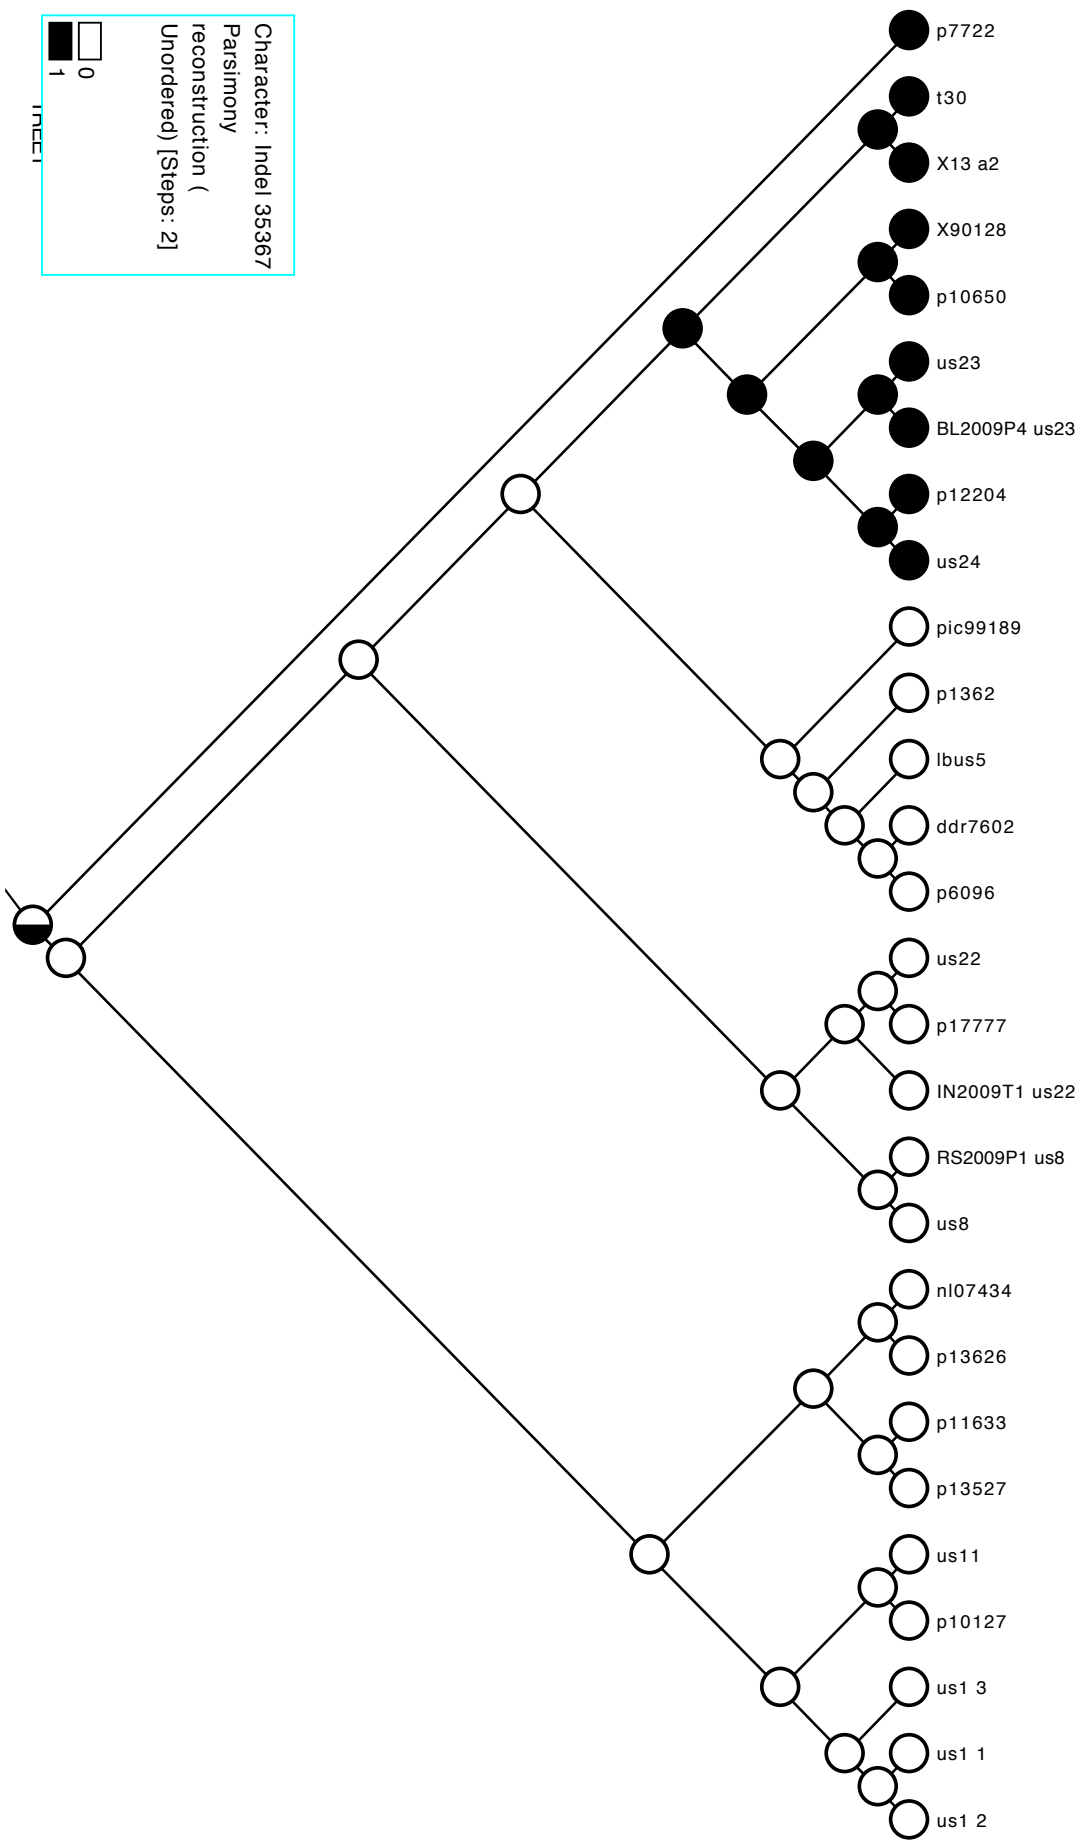 Character: Indel 35367
Parsimony
reconstruction (
Unordered) [Steps: 2]
0
1
p7722
t30
X13 a2
X90128
p10650
us23
BL2009P4 us23
p12204
us24
pic99189
p1362
lbus5
ddr7602
p6096
us22
p17777
IN2009T1 us22
RS2009P1 us8
us8
nl07434
p13626
p11633
p13527
us11
p10127
us1 3
us1 1
us1 2